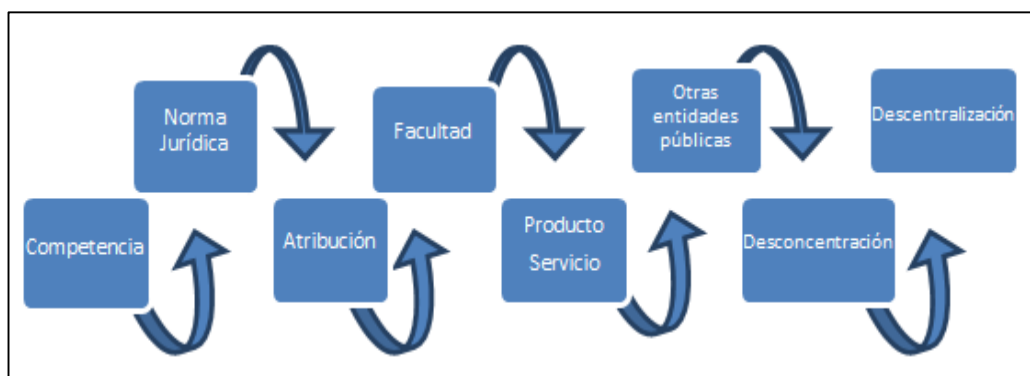 Competencia
Norma
Jurídica
Atribución
Facultad
Producto
Servicio
Otras
entidades
públicas
Desconcentración
Descentralización